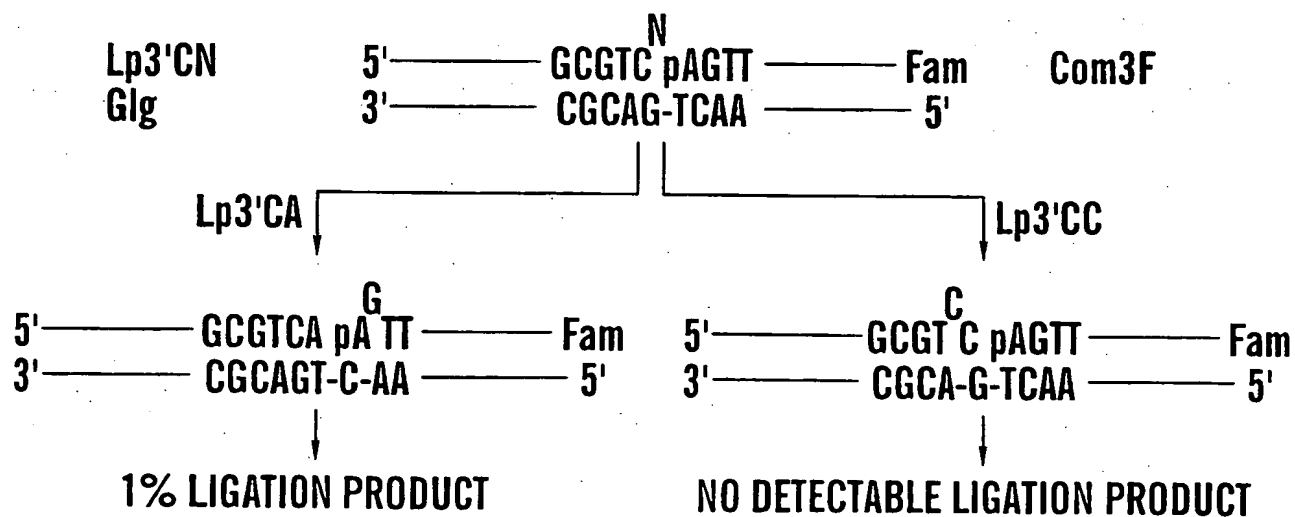 N
Lp3'CN 5' GCGTC pAGTT Fam Com3F
Glg 3' CGCAG-TCAA 5'
Lp3'CA Lp3'CC
G C
5' GCGTCA pA TT Fam 5' GCGT C pAGTT Fam
3' CGCAGT-C-AA 5' 3' CGCA-G-TCAA 5'
1% LIGATION PRODUCT NO DETECTABLE LIGATION PRODUCT